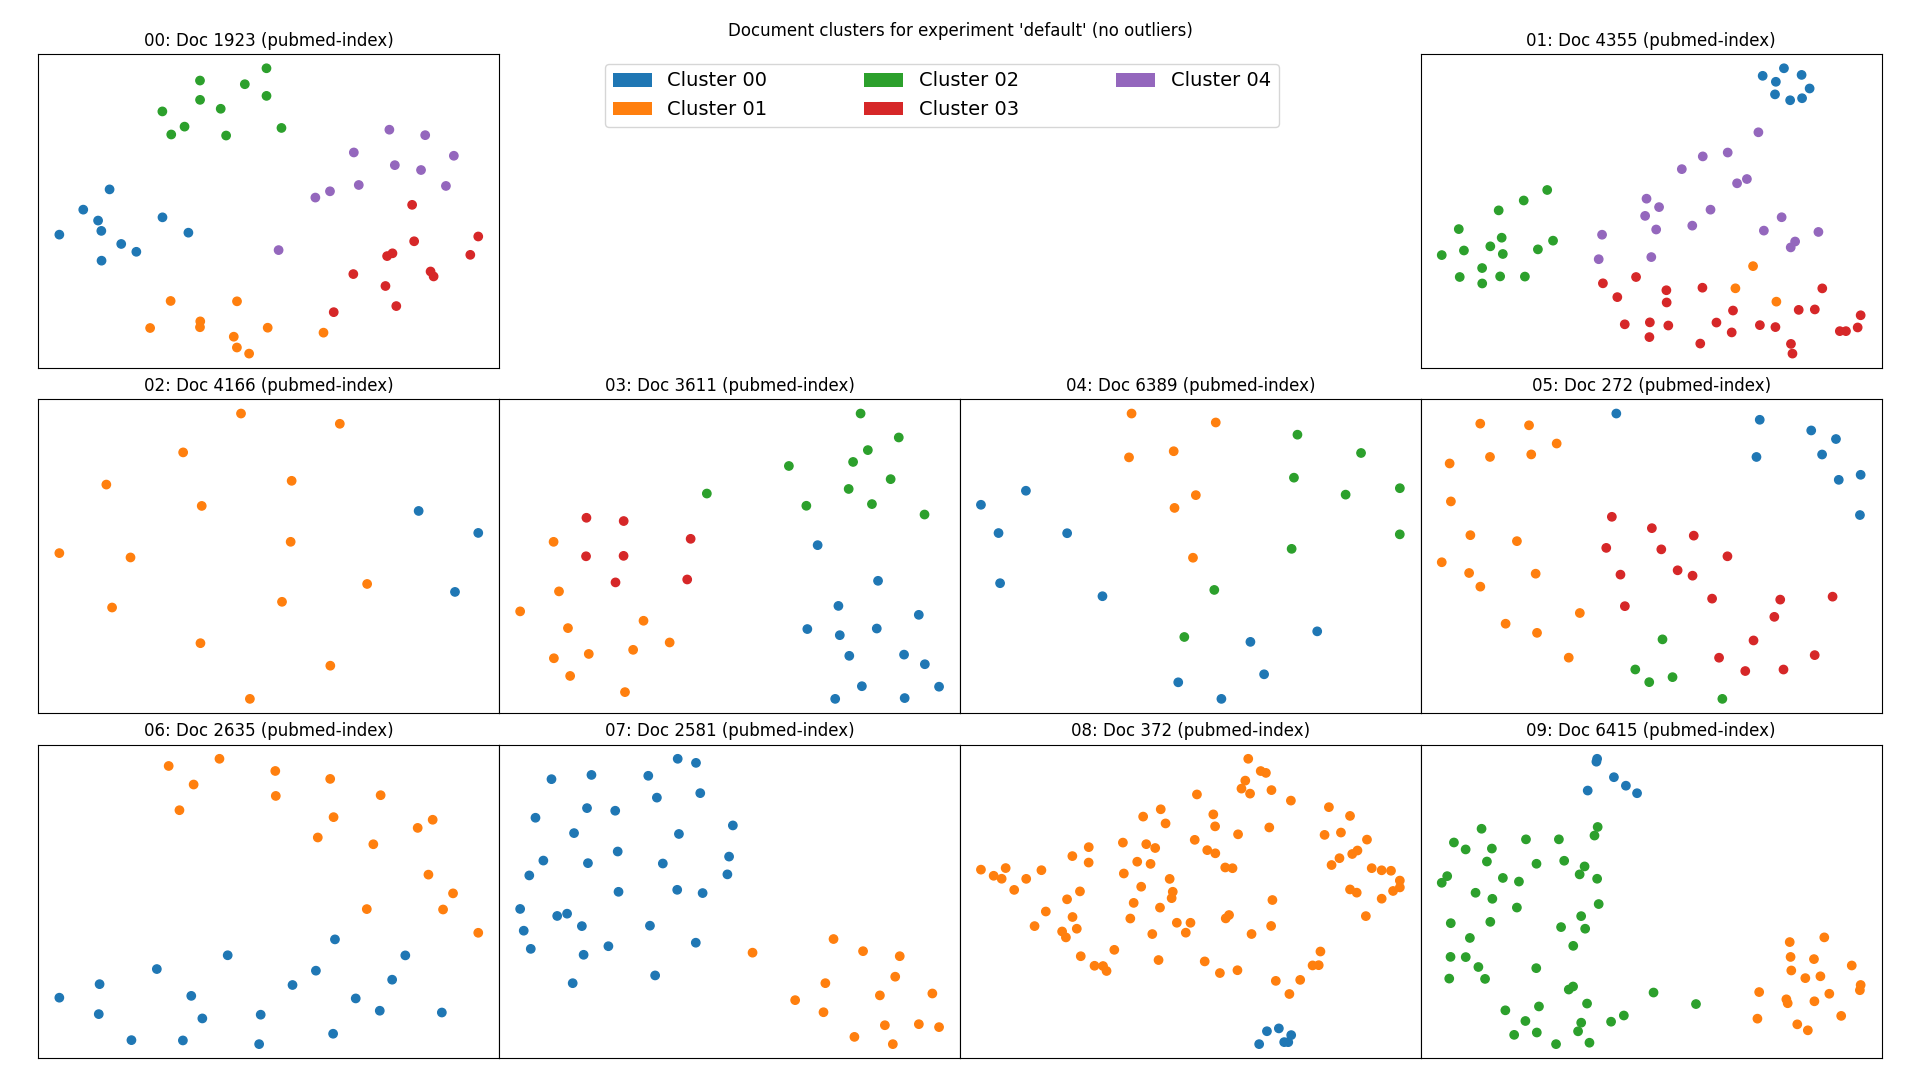 Document clusters for experiment 'default' (no outliers)
00: Doc 1923 (pubmed-index)
Cluster 00
Cluster 01
Cluster 02
Cluster 03
Cluster 04
01: Doc 4355 (pubmed-index)
02: Doc 4166 (pubmed-index)
03: Doc 3611 (pubmed-index)
04: Doc 6389 (pubmed-index)
05: Doc 272 (pubmed-index)
06: Doc 2635 (pubmed-index)
07: Doc 2581 (pubmed-index)
08: Doc 372 (pubmed-index)
09: Doc 6415 (pubmed-index)